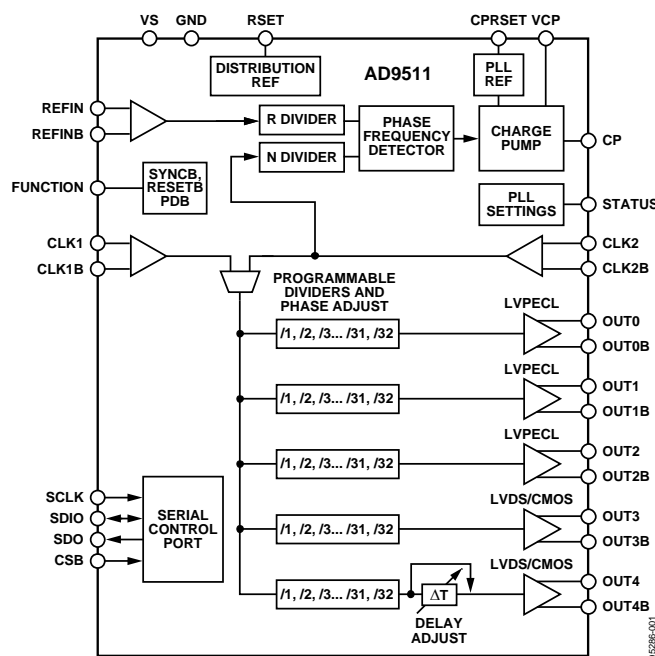 VS GND RSET CPRSET VCP
DISTRIBUTION
REF
AD9511
PLL
REF
REFIN
REFINB
R DIVIDER
N DIVIDER
PHASE
FREQUENCY
DETECTOR
CHARGE
PUMP
CP
FUNCTION
SYNCB,
RESETB
PDB
PLL
SETTINGS
STATUS
CLK1
CLK1B
CLK2
CLK2B
PROGRAMMABLE
DIVIDERS AND
PHASE ADJUST
LVPECL
/1, /2, /3... /31, /32
OUT0
OUT0B
LVPECL
/1, /2, /3... /31, /32
OUT1
OUT1B
LVPECL
/1, /2, /3... /31, /32
OUT2
OUT2B
SCLK
SDIO
SDO
CSB
SERIAL
CONTROL
PORT
LVDS/CMOS
/1, /2, /3... /31, /32
OUT3
OUT3B
LVDS/CMOS
/1, /2, /3... /31, /32
ΔT
OUT4
OUT4B
DELAY
ADJUST
05286-001